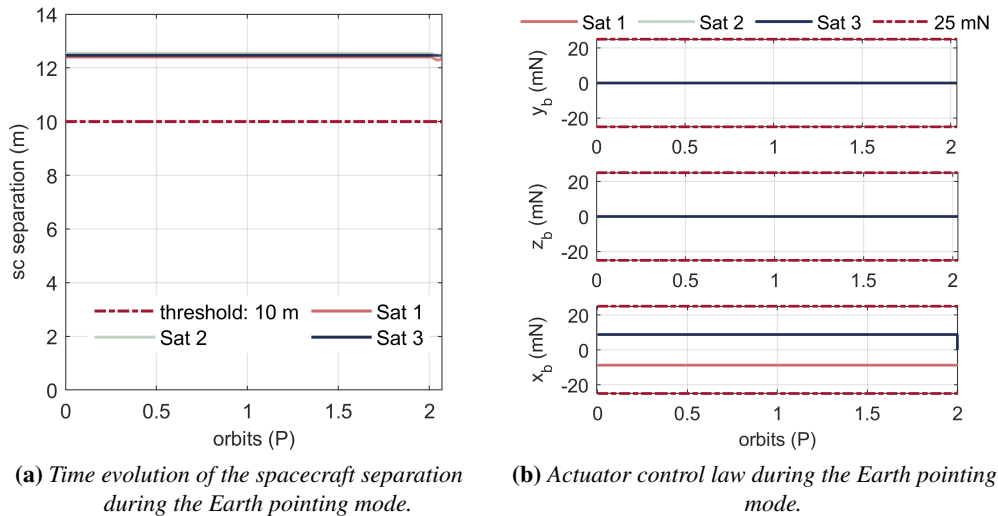 14
12
10
8
6
4
2
0
sc separation (m)
threshold: 10 m
Sat 1
Sat 2
Sat 3
0 0.5 1 1.5 2
orbits (P)
(a) Time evolution of the spacecraft separation
during the Earth pointing mode.
Sat 1 Sat 2 Sat 3 25 mN
20
0
-20
y_b (mN)
0 0.5 1 1.5 2
20
0
-20
z_b (mN)
0 0.5 1 1.5 2
20
0
-20
x_b (mN)
0 0.5 1 1.5 2
orbits (P)
(b) Actuator control law during the Earth pointing
mode.